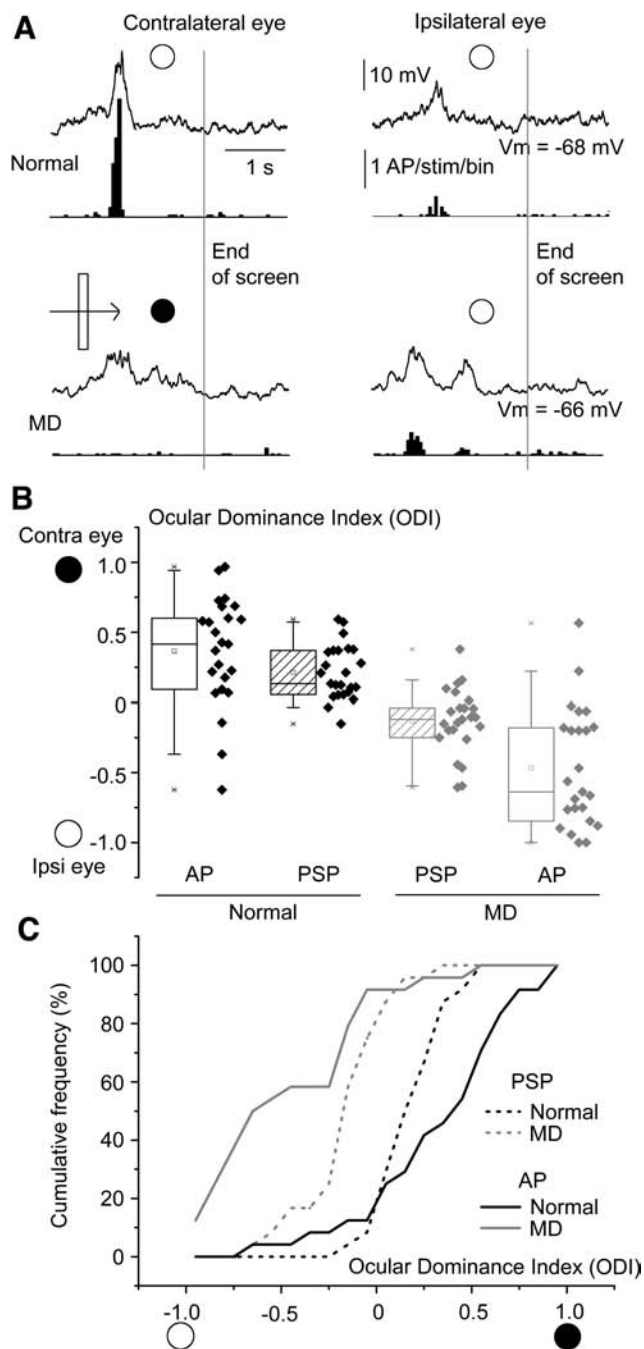 A
Contralateral eye
Ipsilateral eye
10 mV
Normal
1 s
Vm = -68 mV
1 AP/stim/bin
End
of screen
End
of screen
MD
Vm = -66 mV
B
Ocular Dominance Index (ODI)
Contra eye
1.0
0.5
0
-0.5
-1.0
Ipsi eye
AP
PSP
PSP
AP
Normal
MD
C
Cumulative frequency (%)
100
80
60
40
20
0
PSP
Normal
MD
AP
Normal
MD
Ocular Dominance Index (ODI)
-1.0
-0.5
0
0.5
1.0